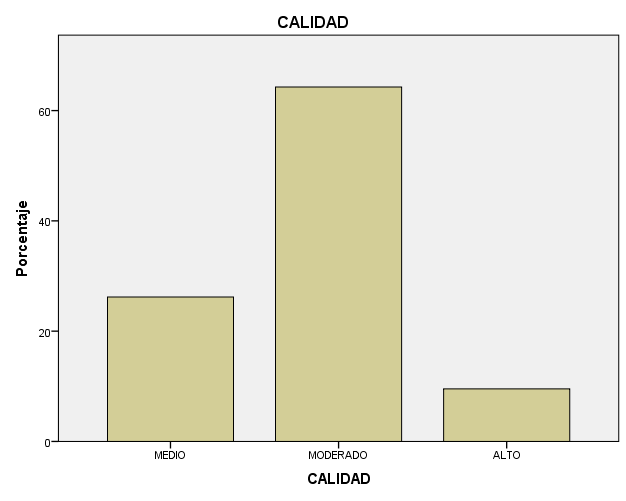 CALIDAD
Porcentaje
60
40
20
0
MEDIO
MODERADO
ALTO
CALIDAD